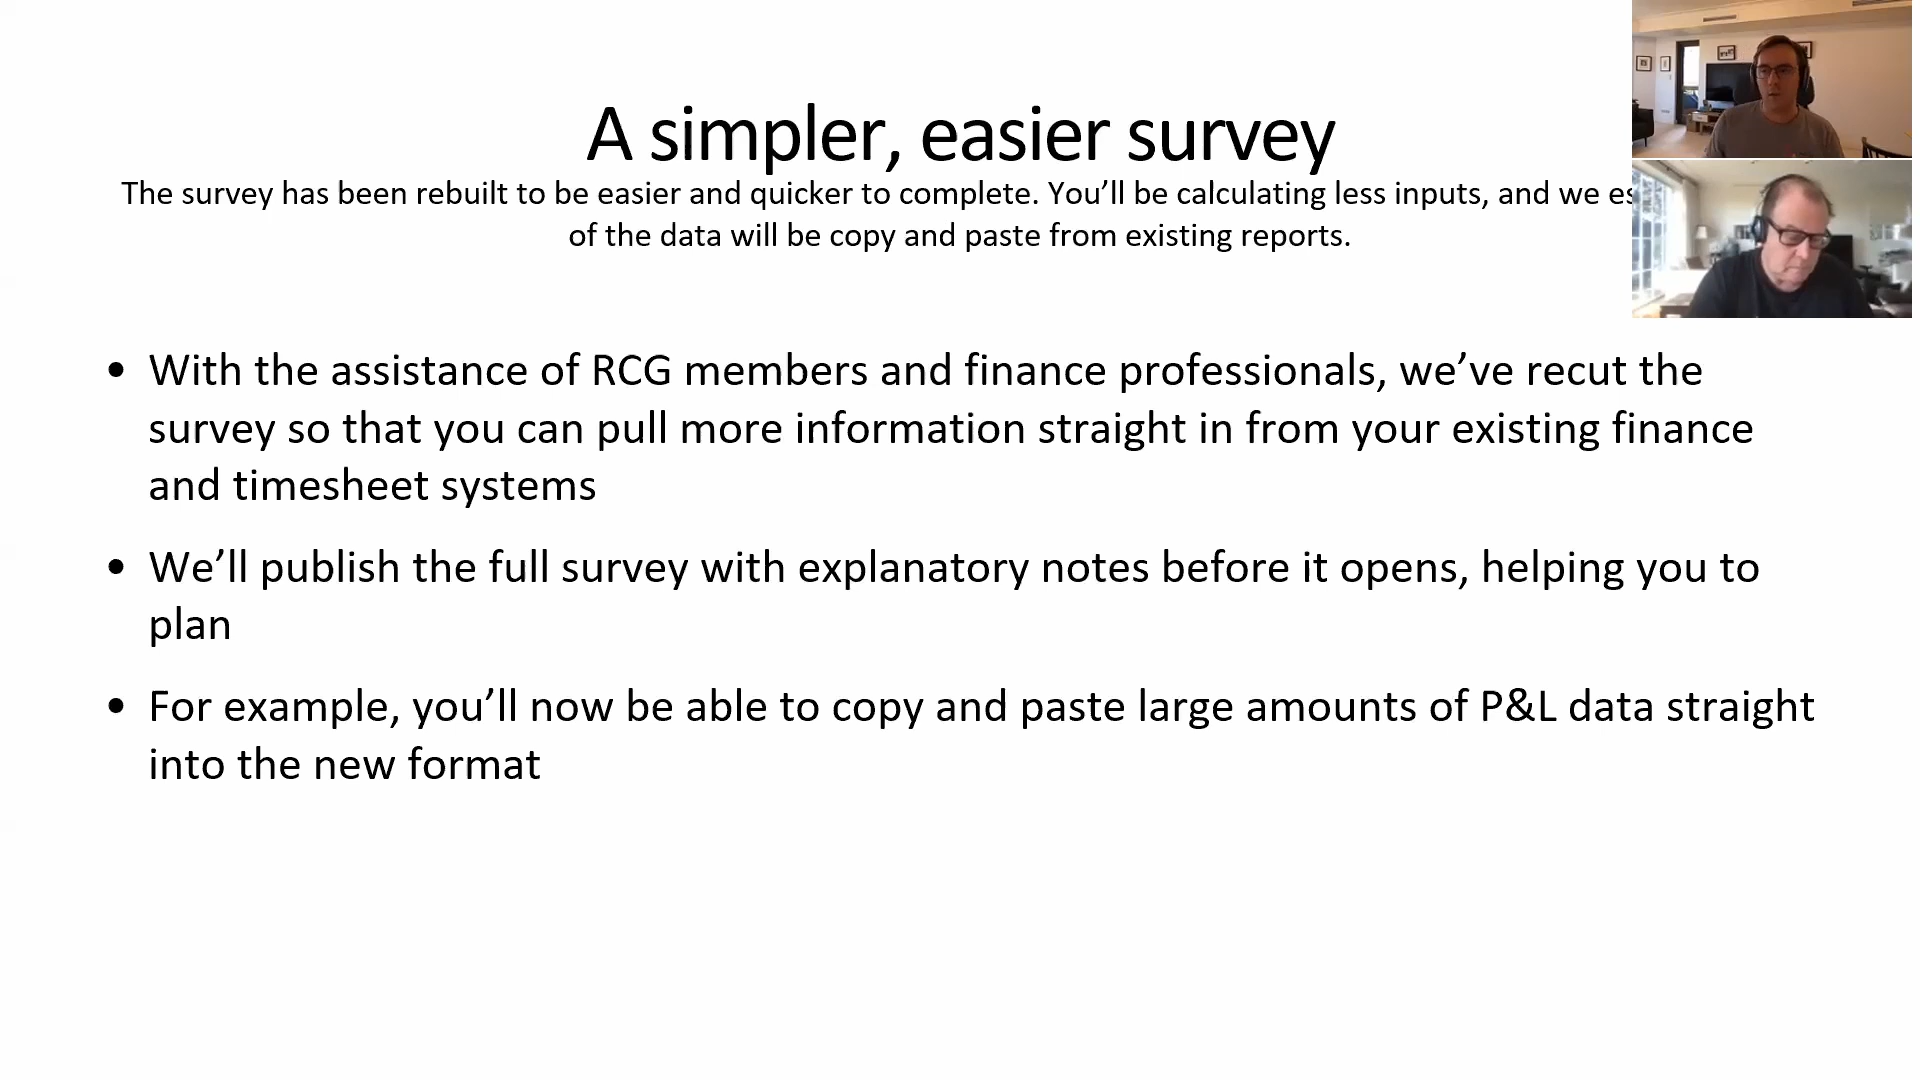 A simpler, easier survey
The survey has been rebuilt to be easier and quicker to complete. You’ll be calculating less inputs, and we
of the data will be copy and paste from existing reports.
• With the assistance of RCG members and finance professionals, we’ve recut the
survey so that you can pull more information straight in from your existing finance
and timesheet systems
• We’ll publish the full survey with explanatory notes before it opens, helping you to
plan
• For example, you’ll now be able to copy and paste large amounts of P&L data straight
into the new format